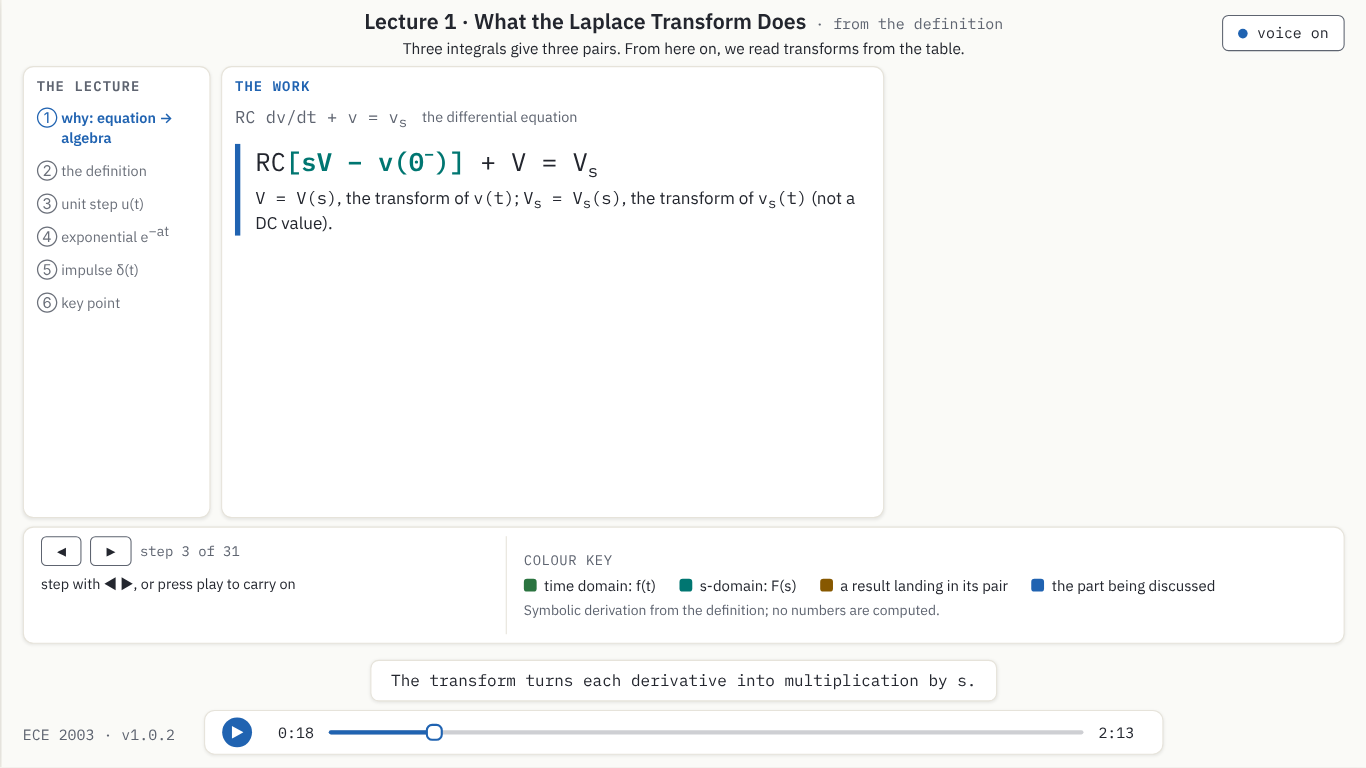 Lecture 1 · What the Laplace Transform Does · from the definition
Three integrals give three pairs. From here on, we read transforms from the table.
voice on
THE LECTURE
① why: equation →
algebra
② the definition
③ unit step u(t)
④ exponential e⁻ᵃᵗ
⑤ impulse δ(t)
⑥ key point
THE WORK
RC dv/dt + v = vₛ the differential equation
RC[sV − v(0⁻)] + V = Vₛ
V = V(s), the transform of v(t); Vₛ = Vₛ(s), the transform of vₛ(t) (not a
DC value).
◀ ▶ step 3 of 31
step with ◀ ▶, or press play to carry on
COLOUR KEY
time domain: f(t) s-domain: F(s) a result landing in its pair the part being discussed
Symbolic derivation from the definition; no numbers are computed.
The transform turns each derivative into multiplication by s.
ECE 2003 · v1.0.2
0:18 2:13